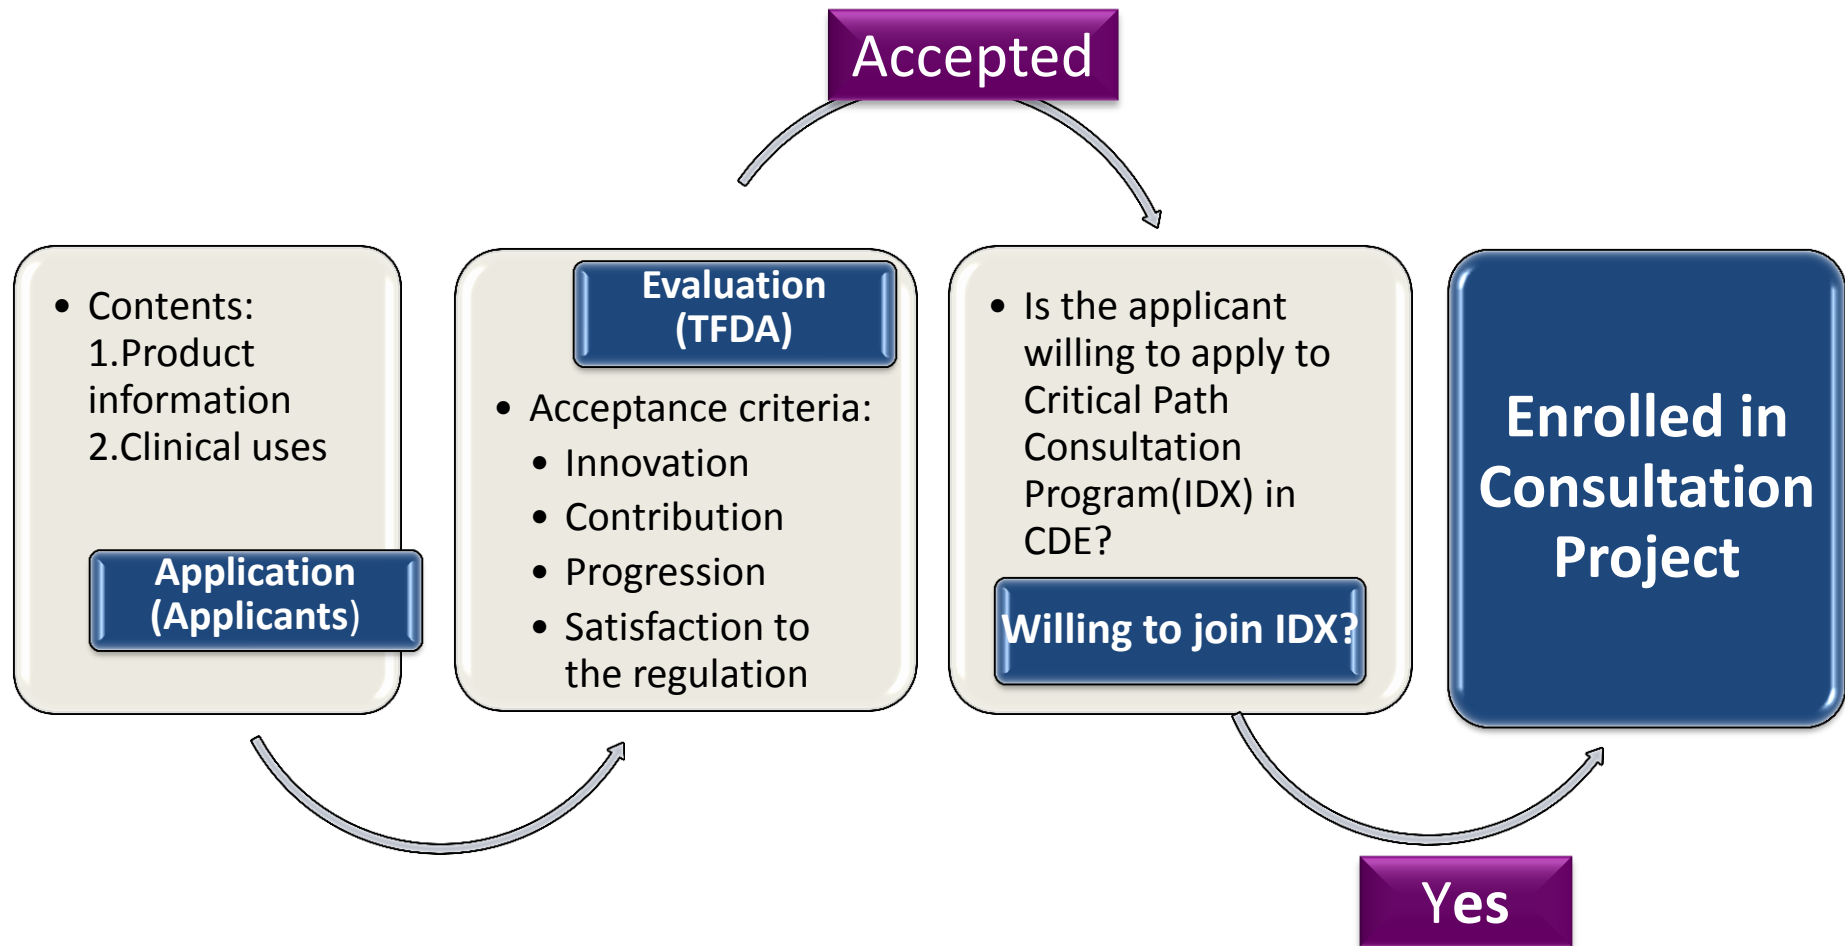 Accepted
• Contents:
1.Product
information
2.Clinical uses
Application
(Applicants)
Evaluation
(TFDA)
• Acceptance criteria:
• Innovation
• Contribution
• Progression
• Satisfaction to
the regulation
• Is the applicant
willing to apply to
Critical Path
Consultation
Program(IDX) in
CDE?
Willing to join IDX?
Enrolled in
Consultation
Project
Yes